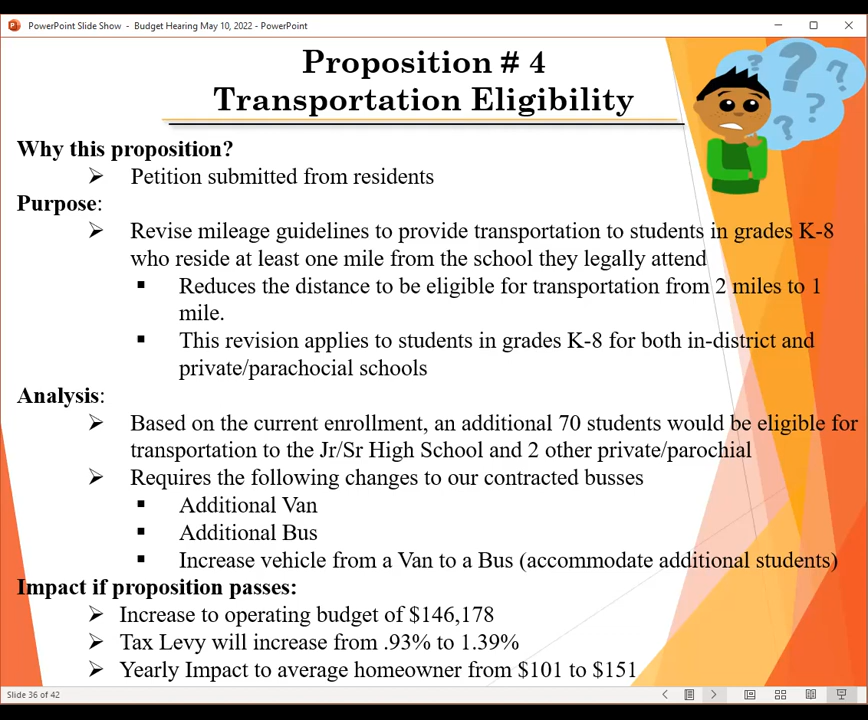 PowerPoint Slide Show - Budget Hearing May 10, 2022 - PowerPoint
Proposition # 4
Transportation Eligibility
? ? ? ? ?
Why this proposition?
➢ Petition submitted from residents
Purpose:
➢ Revise mileage guidelines to provide transportation to students in grades K-8
who reside at least one mile from the school they legally attend
▪ Reduces the distance to be eligible for transportation from 2 miles to 1
mile.
▪ This revision applies to students in grades K-8 for both in-district and
private/parachocial schools
Analysis:
➢ Based on the current enrollment, an additional 70 students would be eligible for
transportation to the Jr/Sr High School and 2 other private/parochial
➢ Requires the following changes to our contracted busses
▪ Additional Van
▪ Additional Bus
▪ Increase vehicle from a Van to a Bus (accommodate additional students)
Impact if proposition passes:
➢ Increase to operating budget of $146,178
➢ Tax Levy will increase from .93% to 1.39%
➢ Yearly Impact to average homeowner from $101 to $151
Slide 36 of 42